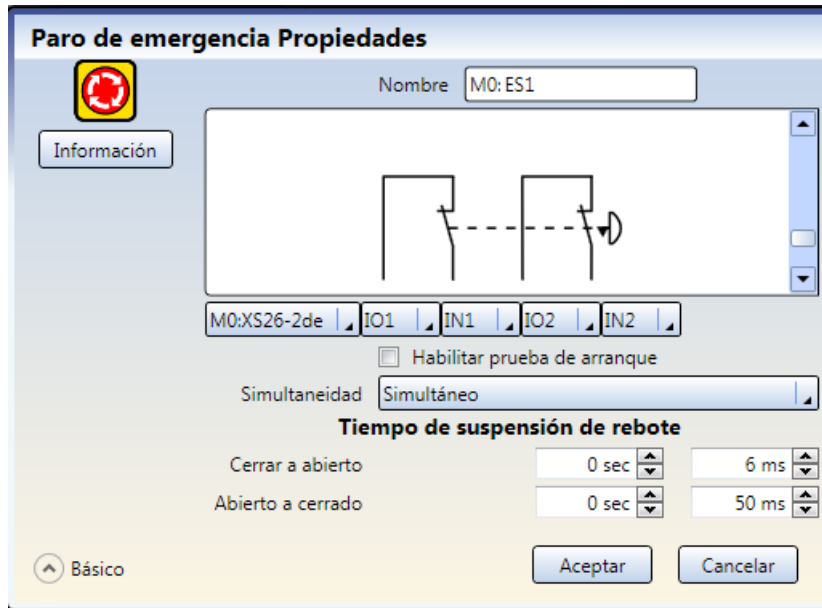 Paro de emergencia Propiedades
Nombre M0: ES1
Información
M0:XS26-2de IO1 IN1 IO2 IN2
Habilitar prueba de arranque
Simultaneidad Simultáneo
Tiempo de suspensión de rebote
Cerrar a abierto 0 sec 6 ms
Abierto a cerrado 0 sec 50 ms
Básico Aceptar Cancelar